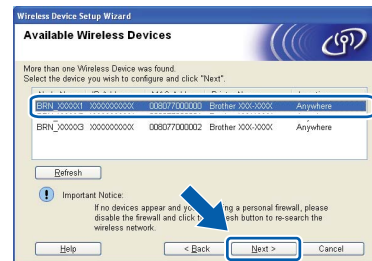 Wireless Device Setup Wizard
Available Wireless Devices
More than one Wireless Device was found.
Select the device you wish to configure and click "Next".
BRN_XXXXX1 XXXXXXXXXX 008077000000 Brother XXX-XXXX Anywhere
BRN_XXXXX3 XXXXXXXXXX 008077000002 Brother XXX-XXXX Anywhere
Refresh
Important Notice:
If no devices appear and you a personal firewall, please
disable the firewall and click button to re-search the
wireless network.
Help < Back Next > Cancel